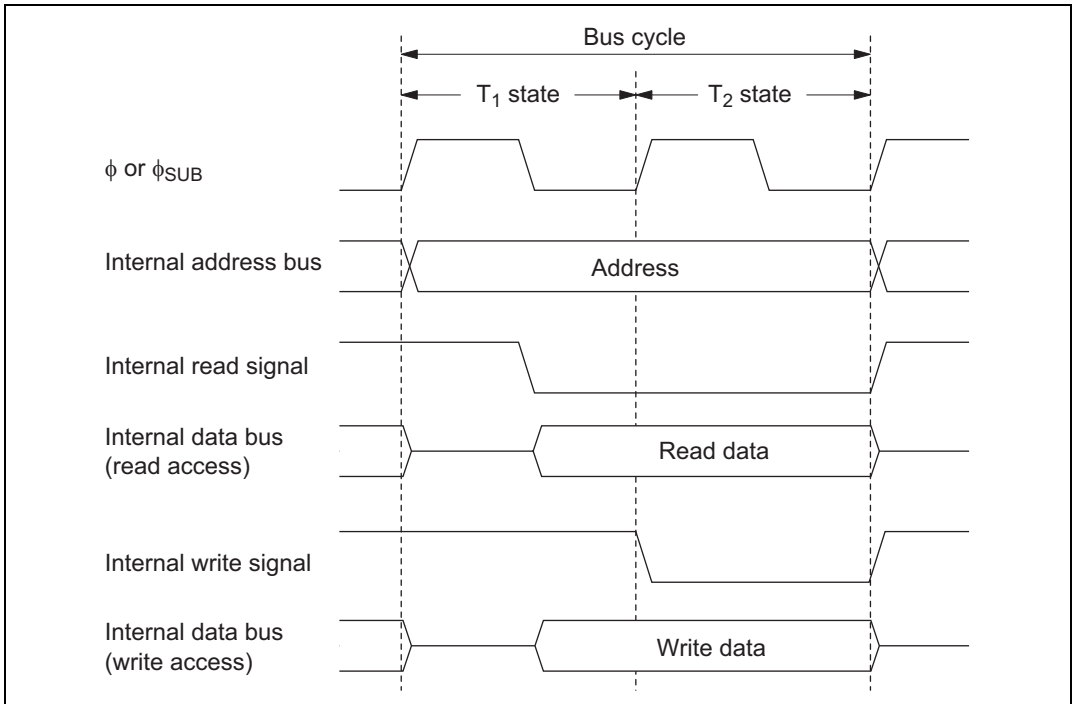 Bus cycle
T₁ state
T₂ state
ϕ or ϕSUB
Internal address bus
Address
Internal read signal
Internal data bus
(read access)
Read data
Internal write signal
Internal data bus
(write access)
Write data